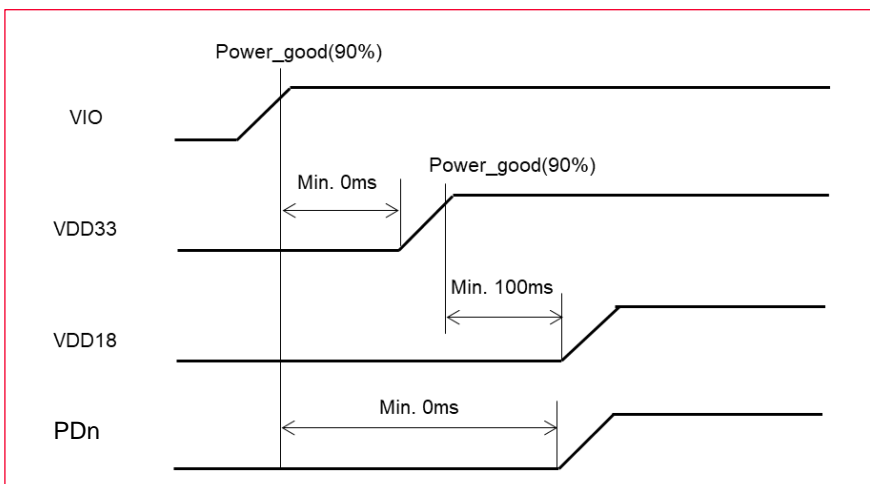 Power_good(90%)
VIO
Power_good(90%)
Min. 0ms
VDD33
Min. 100ms
VDD18
Min. 0ms
PDn